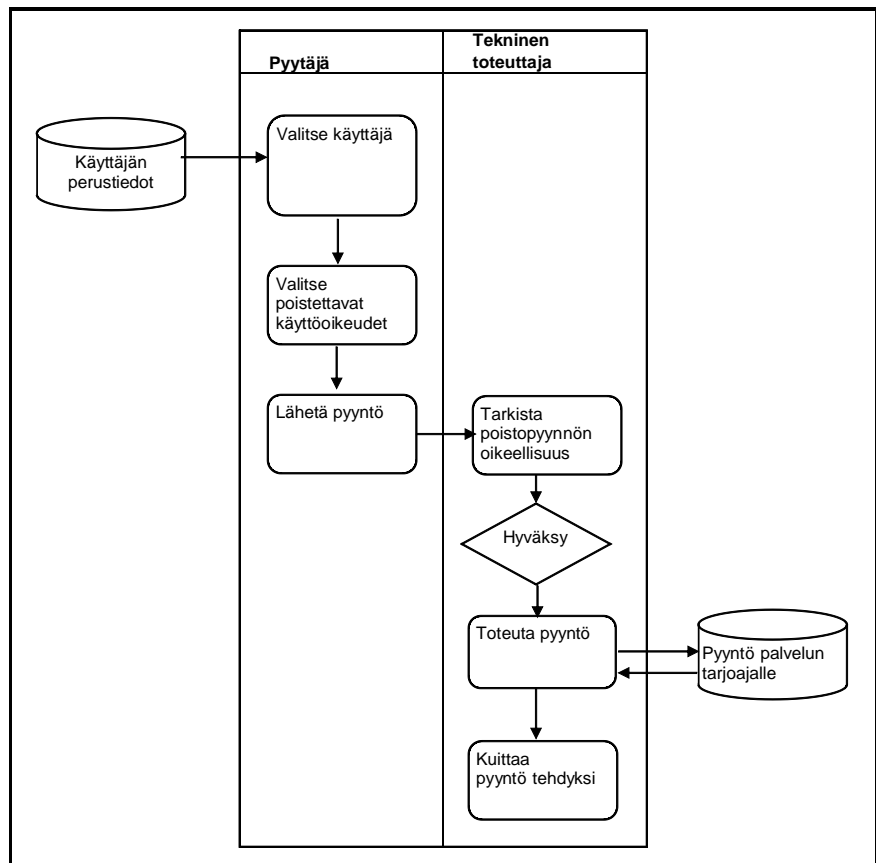 Pyytäjä
Tekninen
toteuttaja
Käyttäjän
perustiedot
Valitse käyttäjä
Valitse
poistettavat
käyttöoikeudet
Lähetä pyyntö
Tarkista
poistopyynnön
oikeellisuus
Hyväksy
Toteuta pyyntö
Pyyntö palvelun
tarjoajalle
Kuittaa
pyyntö tehdyksi